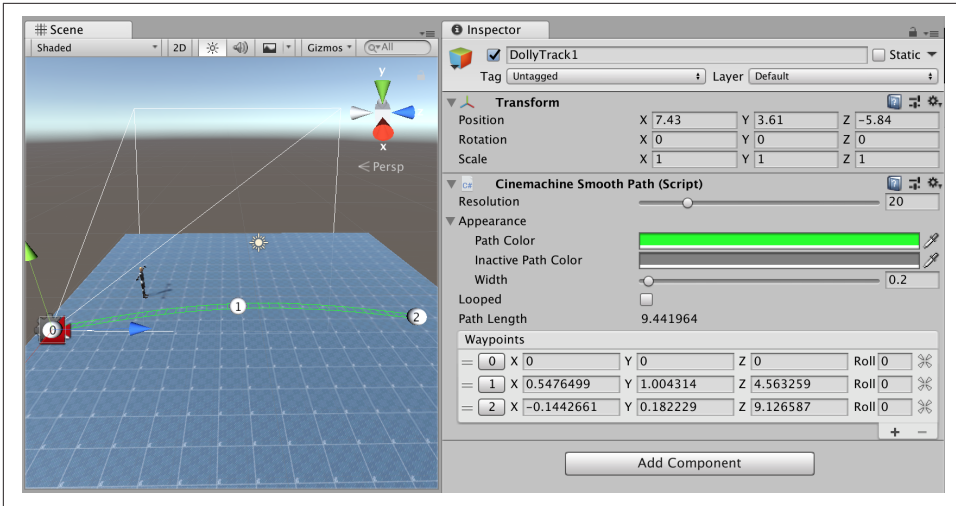 Scene
Shaded 2D Gizmos All
y
x
Persp
0
1
2
Inspector
DollyTrack1 Static
Tag Untagged Layer Default
Transform
Position X 7.43 Y 3.61 Z -5.84
Rotation X 0 Y 0 Z 0
Scale X 1 Y 1 Z 1
C# Cinemachine Smooth Path (Script)
Resolution 20
Appearance
Path Color
Inactive Path Color
Width 0.2
Looped
Path Length 9.441964
Waypoints
0 X 0 Y 0 Z 0 Roll 0
1 X 0.5476499 Y 1.004314 Z 4.563259 Roll 0
2 X -0.1442661 Y 0.182229 Z 9.126587 Roll 0
+ −
Add Component